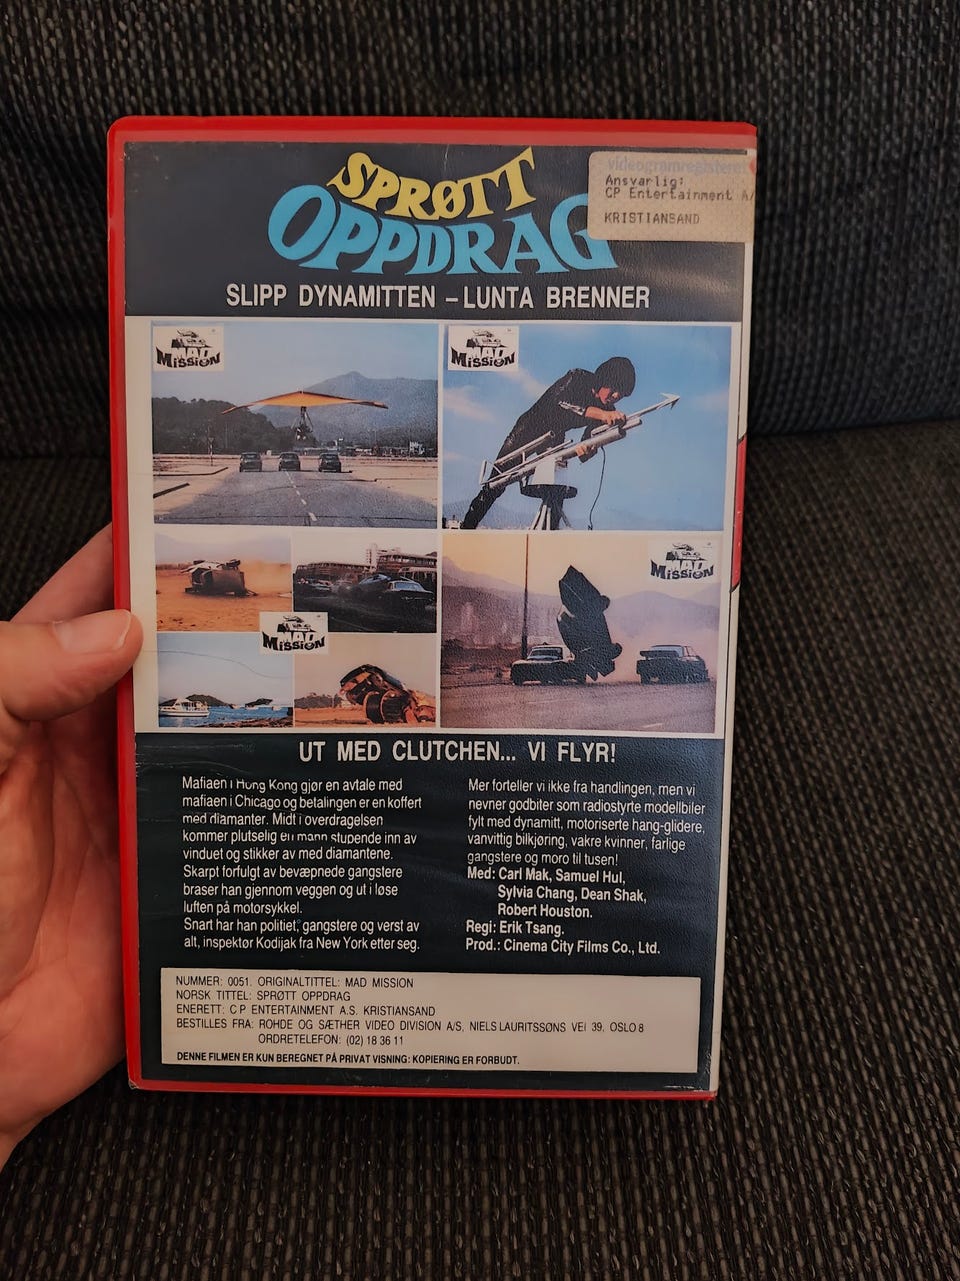 SPRØTT
OPPDRAG
videogramregisteret
Ansvarlig:
CP Entertainment A/
KRISTIANSAND
SLIPP DYNAMITTEN – LUNTA BRENNER
MAD
MISSION
MAD
MISSION
MAD
MISSION
MAD
MISSION
UT MED CLUTCHEN... VI FLYR!
Mafiaen i Hong Kong gjør en avtale med
mafiaen i Chicago og betalingen er en koffert
med diamanter. Midt i overdragelsen
kommer plutselig en mann stupende inn av
vinduet og stikker av med diamantene.
Skarpt forfulgt av bevæpnede gangstere
braser han gjennom veggen og ut i løse
luften på motorsykkel.
Snart har han politiet, gangstere og verst av
alt, inspektør Kodijak fra New York etter seg.
Mer forteller vi ikke fra handlingen, men vi
nevner godbiter som radiostyrte modellbiler
fylt med dynamitt, motoriserte hang-glidere,
vanvittig bilkjøring, vakre kvinner, farlige
gangstere og moro til tusen!
Med: Carl Mak, Samuel Hul,
Sylvia Chang, Dean Shak,
Robert Houston.
Regi: Erik Tsang.
Prod.: Cinema City Films Co., Ltd.
NUMMER: 0051. ORIGINALTITTEL: MAD MISSION
NORSK TITTEL: SPRØTT OPPDRAG
ENERETT: C P ENTERTAINMENT A.S. KRISTIANSAND
BESTILLES FRA: ROHDE OG SÆTHER VIDEO DIVISION A/S, NIELS LAURITSSØNS VEI 39, OSLO 8
ORDRETELEFON: (02) 18 36 11
DENNE FILMEN ER KUN BEREGNET PÅ PRIVAT VISNING: KOPIERING ER FORBUDT.